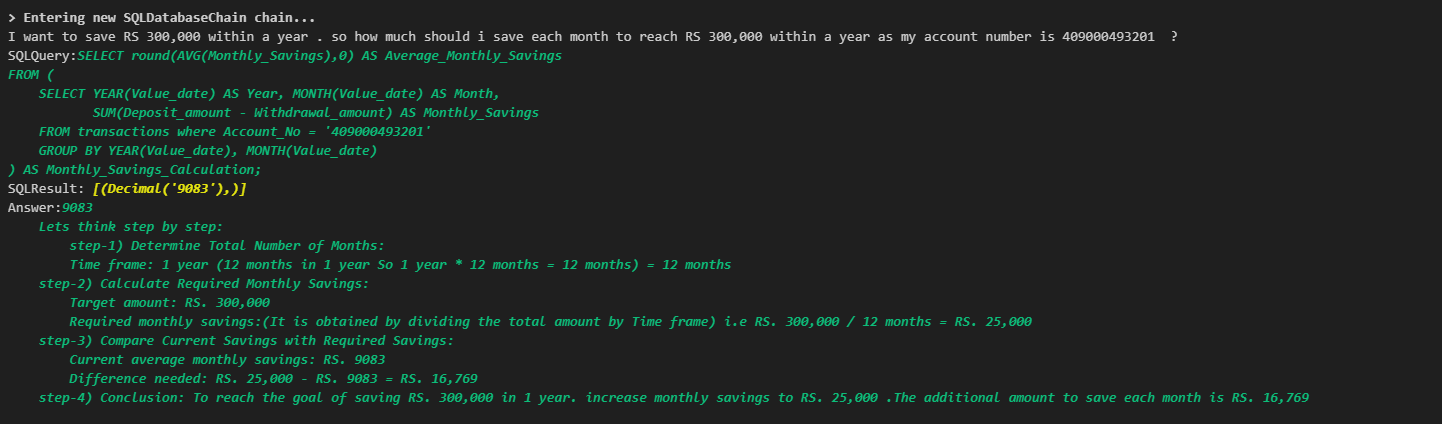 > Entering new SQLDatabaseChain chain...
I want to save RS 300,000 within a year . so how much should i save each month to reach RS 300,000 within a year as my account number is 409000493201  ?
SQLQuery:SELECT round(AVG(Monthly_Savings),0) AS Average_Monthly_Savings
FROM (
    SELECT YEAR(Value_date) AS Year, MONTH(Value_date) AS Month,
           SUM(Deposit_amount - Withdrawal_amount) AS Monthly_Savings
    FROM transactions where Account_No = '409000493201'
    GROUP BY YEAR(Value_date), MONTH(Value_date)
) AS Monthly_Savings_Calculation;
SQLResult: [(Decimal('9083'),)]
Answer:9083
    Lets think step by step:
        step-1) Determine Total Number of Months:
        Time frame: 1 year (12 months in 1 year So 1 year * 12 months = 12 months) = 12 months
    step-2) Calculate Required Monthly Savings:
        Target amount: RS. 300,000
        Required monthly savings:(It is obtained by dividing the total amount by Time frame) i.e RS. 300,000 / 12 months = RS. 25,000
    step-3) Compare Current Savings with Required Savings:
        Current average monthly savings: RS. 9083
        Difference needed: RS. 25,000 - RS. 9083 = RS. 16,769
    step-4) Conclusion: To reach the goal of saving RS. 300,000 in 1 year. increase monthly savings to RS. 25,000 .The additional amount to save each month is RS. 16,769